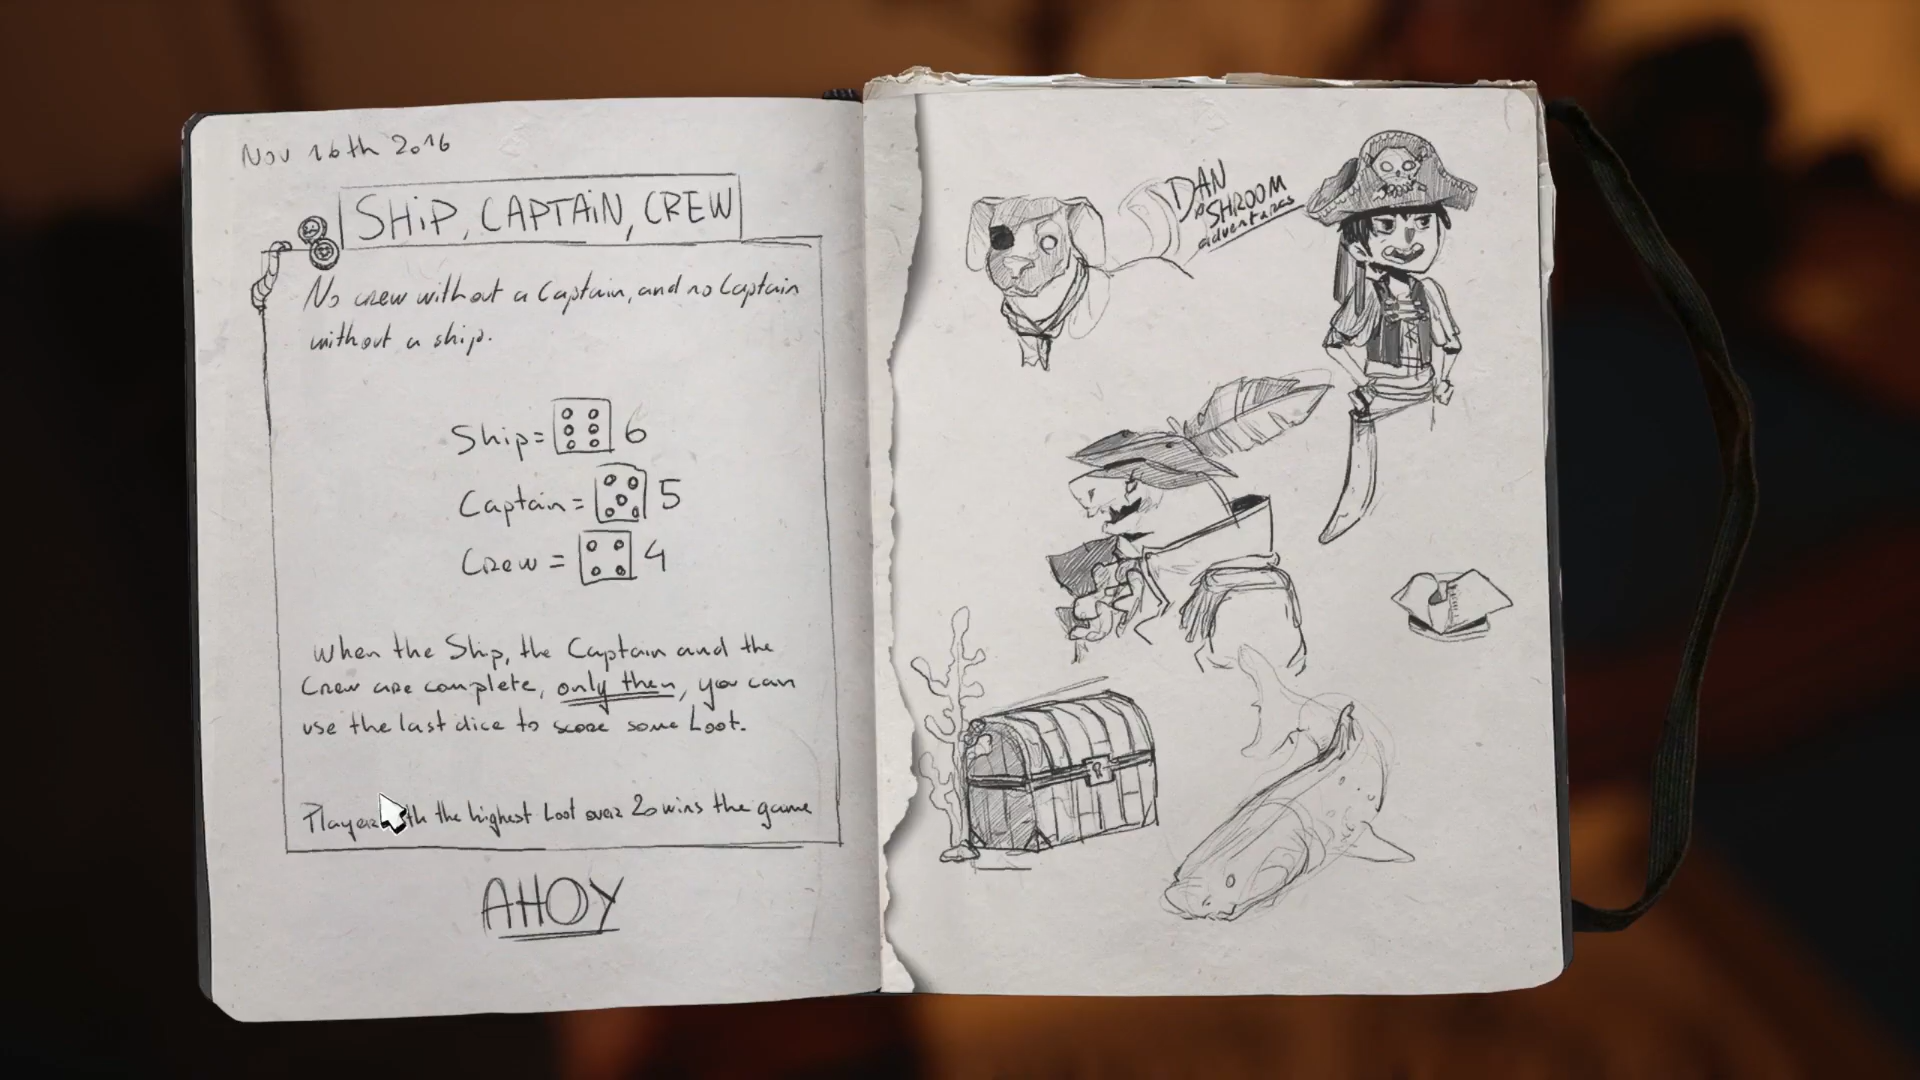 Nov 16th 2016
SHiP, CAPTAiN, CREW
No crew without a Captain, and no Captain
without a ship.
Ship = 6
Captain = 5
Crew = 4
When the Ship, the Captain and the
Crew are complete, only then, you can
use the last dice to score some Loot.
Player the highest Loot over 20 wins the game
AHOY
DAN
SHROOM
adventures